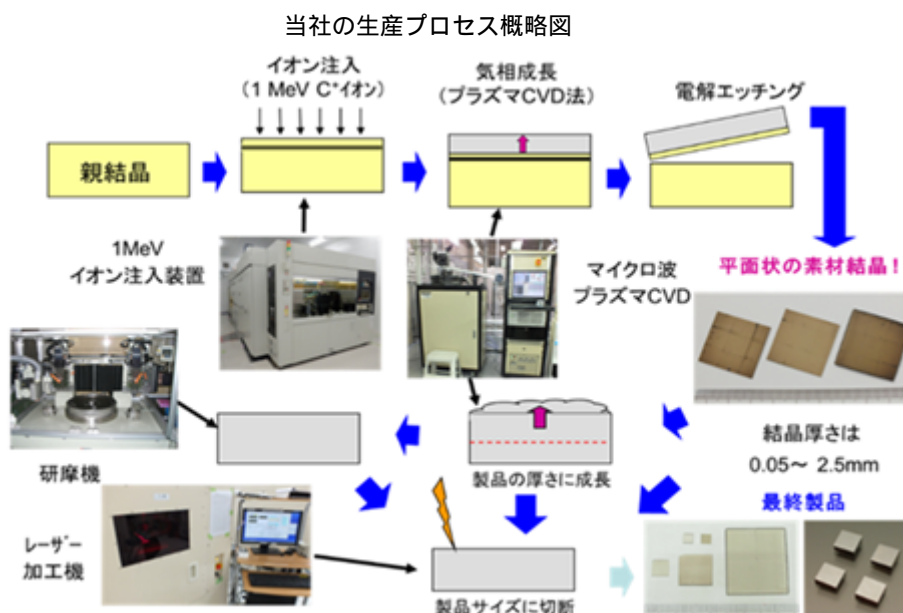 当社の生産プロセス概略図
イオン注入
（1 MeV C⁺イオン）
気相成長
（プラズマCVD法）
電解エッチング
親結晶
1MeV
イオン注入装置
マイクロ波
プラズマCVD
平面状の素材結晶！
結晶厚さは
0.05～ 2.5mm
研摩機
製品の厚さに成長
最終製品
レーザー
加工機
製品サイズに切断